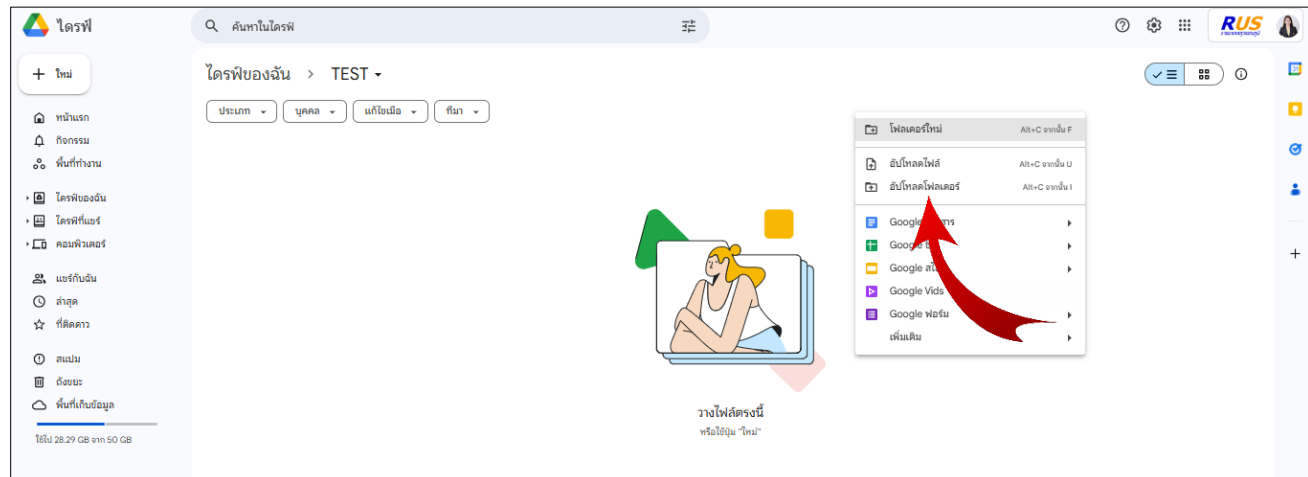 ไดรฟ์
ค้นหาในไดรฟ์
RUS
ใหม่
ไดรฟ์ของฉัน > TEST
ประเภท
บุคคล
แก้ไขเมื่อ
ที่มา
หน้าแรก
กิจกรรม
พื้นที่ทำงาน
ไดรฟ์ของฉัน
ไดรฟ์ที่แชร์
คอมพิวเตอร์
แชร์กับฉัน
ล่าสุด
ที่ติดดาว
สแปม
ถังขยะ
พื้นที่เก็บข้อมูล
ใช้ไป 28.29 GB จาก 50 GB
โฟลเดอร์ใหม่ Alt+C จากนั้น F
อัปโหลดไฟล์ Alt+C จากนั้น U
อัปโหลดโฟลเดอร์ Alt+C จากนั้น I
Google
Google
Google
Google Vids
Google ฟอร์ม
เพิ่มเติม
วางไฟล์ตรงนี้
หรือใช้ปุ่ม "ใหม่"